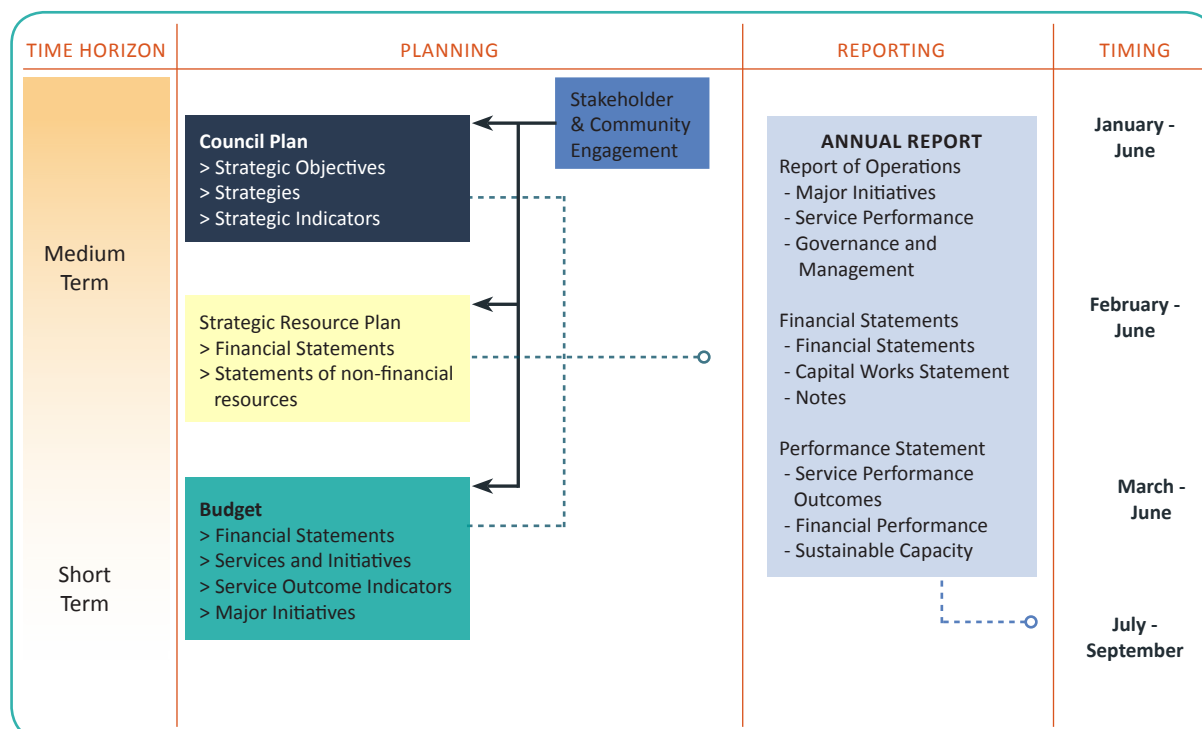 TIME HORIZON
PLANNING
REPORTING
TIMING
Medium
Term
Short
Term
Stakeholder
& Community
Engagement
Council Plan
> Strategic Objectives
> Strategies
> Strategic Indicators
Strategic Resource Plan
> Financial Statements
> Statements of non-financial
resources
Budget
> Financial Statements
> Services and Initiatives
> Service Outcome Indicators
> Major Initiatives
ANNUAL REPORT
Report of Operations
- Major Initiatives
- Service Performance
- Governance and
Management
Financial Statements
- Financial Statements
- Capital Works Statement
- Notes
Performance Statement
- Service Performance
Outcomes
- Financial Performance
- Sustainable Capacity
January -
June
February -
June
March -
June
July -
September